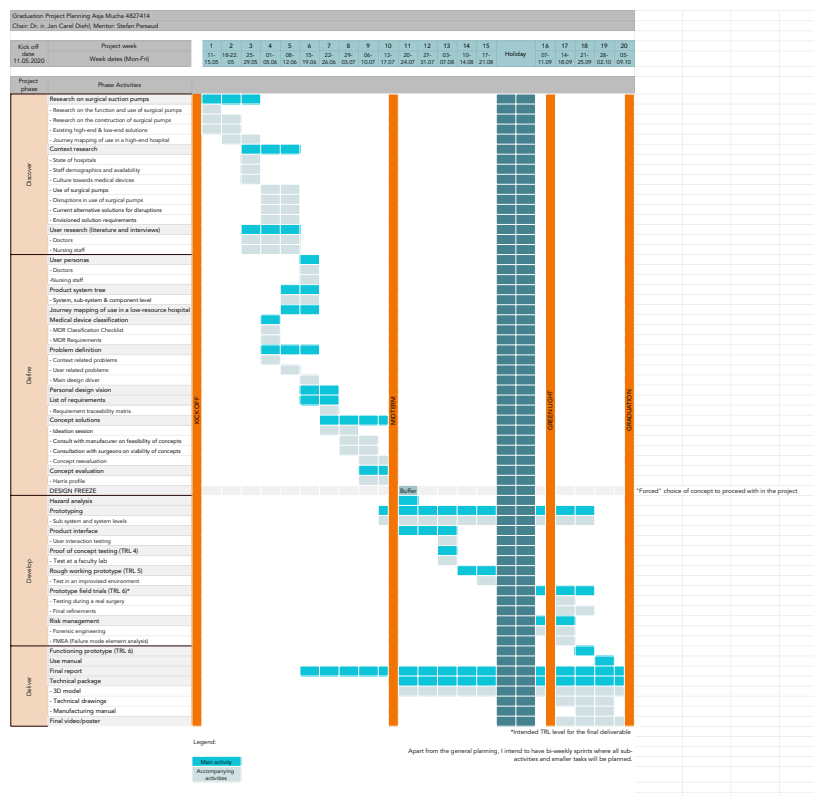 Graduation Project Planning Asja Mucha 4827414
Chair: Dr. ir. Jan Carel Diehl; Mentor: Stefan Persaud
Kick off date 11.05.2020
Project week 1 2 3 4 5 6 7 8 9 10 11 12 13 14 15 Holiday 16 17 18 19 20
Week dates (Mon-Fri) 11-15.05 18-22.05 25-29.05 01-05.06 08-12.06 15-19.06 22-26.06 29-03.07 06-10.07 13-17.07 20-24.07 27-31.07 03-07.08 10-14.08 17-21.08 07-11.09 14-18.09 21-25.09 28-02.10 05-09.10
Project phase
Phase Activities
Discover
Research on surgical suction pumps
- Research on the function and use of surgical pumps
- Research on the construction of surgical pumps
- Existing high-end & low-end solutions
- Journey mapping of use in a high-end hospital
Context research
- State of hospitals
- Staff demographics and availability
- Culture towards medical devices
- Use of surgical pumps
- Disruptions in use of surgical pumps
- Current alternative solutions for disruptions
- Envisioned solution requirements
User research (literature and interviews)
- Doctors
- Nursing staff
Define
User personas
- Doctors
-Nursing staff
Product system tree
- System, sub-system & component level
Journey mapping of use in a low-resource hospital
Medical device classification
- MDR Classification Checklist
- MDR Requirements
Problem definition
- Context related problems
- User related problems
- Main design driver
Personal design vision
List of requirements
- Requirement traceability matrix
Concept solutions
- Ideation session
- Consult with manufacurer on feasibility of concepts
- Consultation with surgeons on viability of concepts
- Concept reevaluation
Concept evaluation
- Harris profile
DESIGN FREEZE
Buffer
"Forced" choice of concept to proceed with in the project
KICK OFF
MIDTERM
GREEN LIGHT
GRADUATION
Develop
Hazard analysis
Prototyping
- Sub system and system levels
Product interface
- User interaction testing
Proof of concept testing (TRL 4)
- Test at a faculty lab
Rough working prototype (TRL 5)
- Test in an improvised environment
Prototype field trials (TRL 6)*
- Testing during a real surgery
- Final refinements
Risk management
- Forensic engineering
- FMEA (Failure mode element analysis)
Deliver
Functioning prototype (TRL 6)
Use manual
Final report
Technical package
- 3D model
- Technical drawings
- Manufacturing manual
Final video/poster
*Intended TRL level for the final deliverable
Legend:
Main activity
Accompanying
activities
Apart from the general planning, I intend to have bi-weekly sprints where all sub-
activities and smaller tasks will be planned.